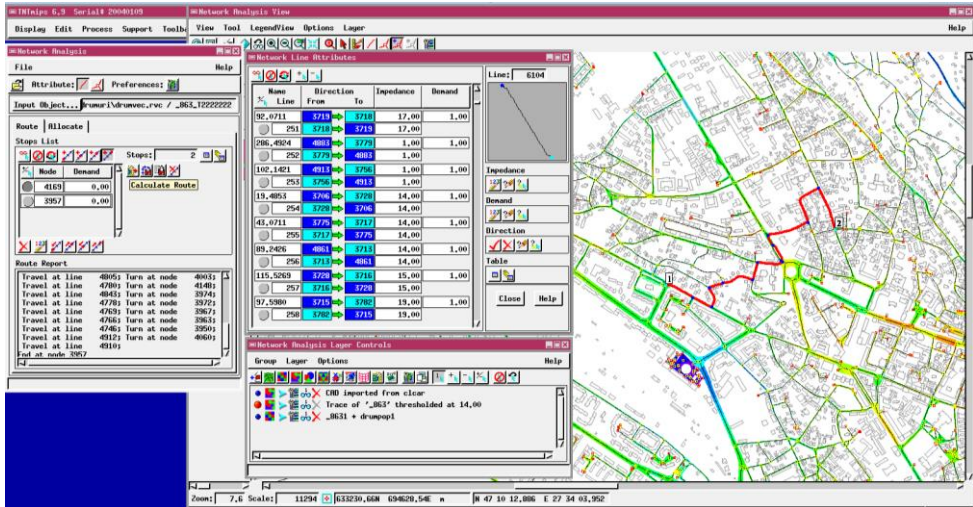 TNTmips 6.9 Serial# 20040109
Display Edit Process Support Toolba
Network Analysis View
View Tool LegendView Options Layer Help
Network Analysis
File Help
Attribute: Preferences:
Input Object... drumuri\drumvec.rvc / _863_T2222222
Route Allocate
Stops List
Stops: 2
Node Demand
4169 0,00
3957 0,00
Calculate Route
Route Report
Travel at line 4805; Turn at node 4003;
Travel at line 4780; Turn at node 4148;
Travel at line 4843; Turn at node 3974;
Travel at line 4778; Turn at node 3972;
Travel at line 4769; Turn at node 3967;
Travel at line 4766; Turn at node 3963;
Travel at line 4746; Turn at node 3950;
Travel at line 4912; Turn at node 4060;
Travel at line 4910;
End at node 3957
Network Line Attributes
Name Direction Impedance Demand
Line From To
92,0711 3719 3718 17,00 1,00
251 3718 3719 17,00
286,4924 4883 3779 1,00 1,00
252 3779 4883 1,00
102,1421 4913 3756 1,00 1,00
253 3756 4913 1,00
19,4853 3706 3728 14,00 1,00
254 3728 3706 14,00
43,0711 3775 3717 14,00 1,00
255 3717 3775 14,00
89,2426 4861 3713 14,00 1,00
256 3713 4861 14,00
115,5269 3728 3716 15,00 1,00
257 3716 3728 15,00
97,5980 3715 3782 19,00 1,00
258 3782 3715 19,00
Line: 6104
Impedance
Demand
Direction
Table
Close Help
Network Analysis Layer Controls
Group Layer Options Help
CAD imported from clcar
Trace of '_863' thresholded at 14,00
_8631 + drumpop1
1
2
Zoom: 7,6 Scale: 11294 633230,66N 694628,54E m N 47 10 12,886 E 27 34 03,952